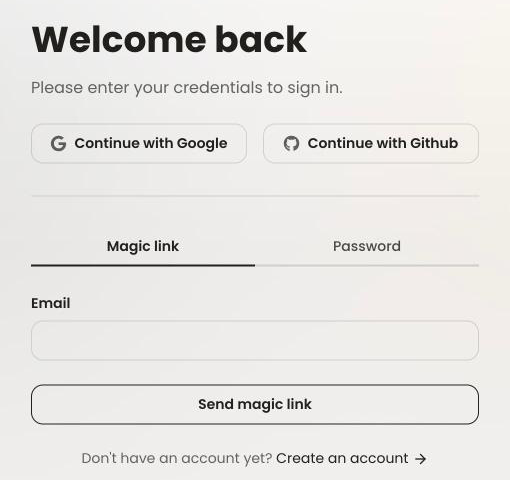 Welcome back
Please enter your credentials to sign in.
Continue with Google
Continue with Github
Magic link
Password
Email
Send magic link
Don't have an account yet? Create an account →